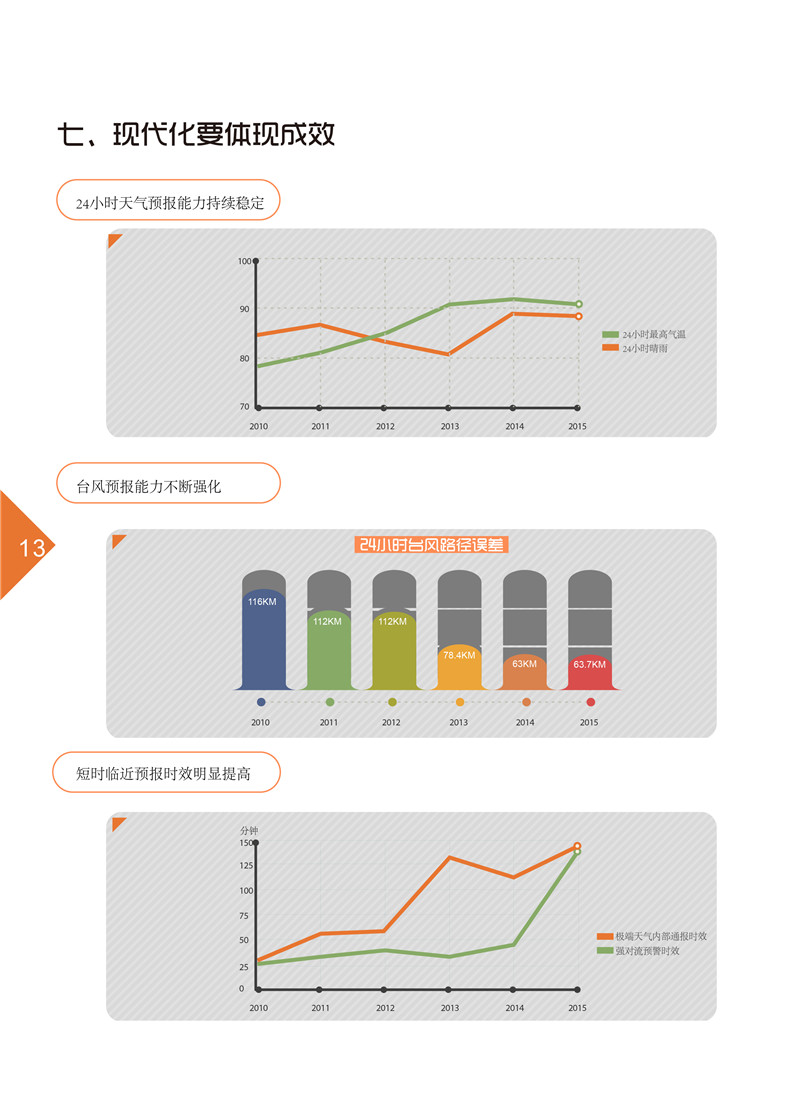 七、现代化要体现成效
24小时天气预报能力持续稳定
100
90
80
70
2010 2011 2012 2013 2014 2015
24小时最高气温
24小时晴雨
台风预报能力不断强化
13
24小时台风路径误差
116KM 112KM 112KM 78.4KM 63KM 63.7KM
2010 2011 2012 2013 2014 2015
短时临近预报时效明显提高
分钟
150
125
100
75
50
25
0
2010 2011 2012 2013 2014 2015
极端天气内部通报时效
强对流预警时效